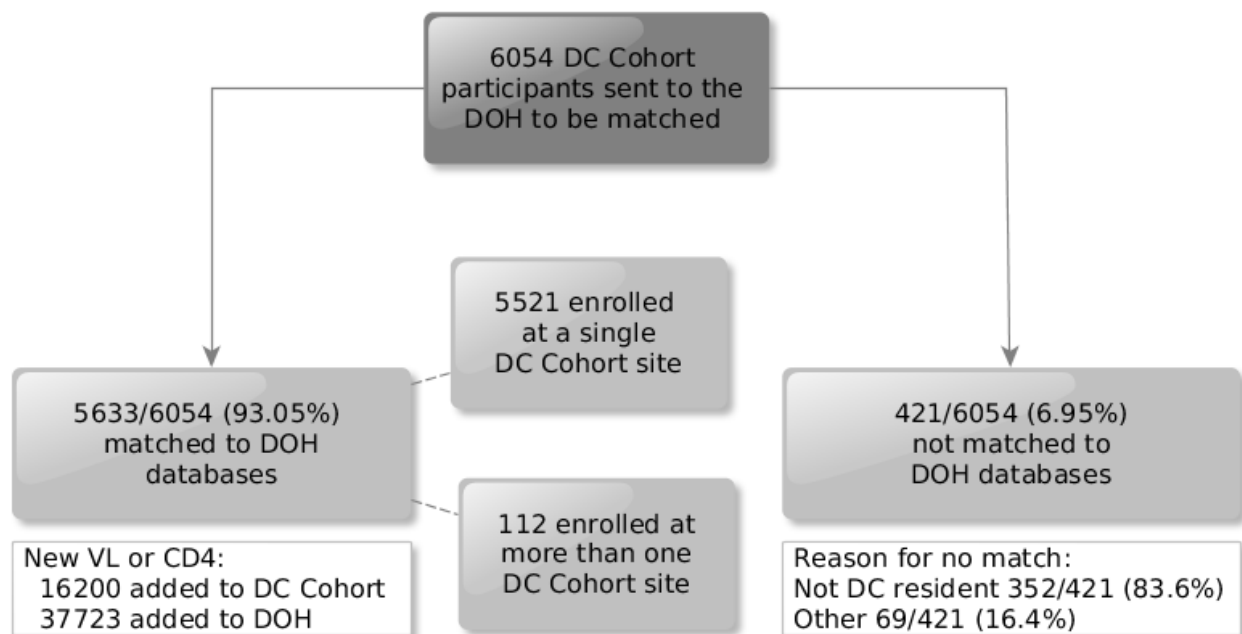 6054 DC Cohort
participants sent to the
DOH to be matched
5521 enrolled
at a single
DC Cohort site
5633/6054 (93.05%)
matched to DOH
databases
421/6054 (6.95%)
not matched to
DOH databases
112 enrolled at
more than one
DC Cohort site
New VL or CD4:
16200 added to DC Cohort
37723 added to DOH
Reason for no match:
Not DC resident 352/421 (83.6%)
Other 69/421 (16.4%)